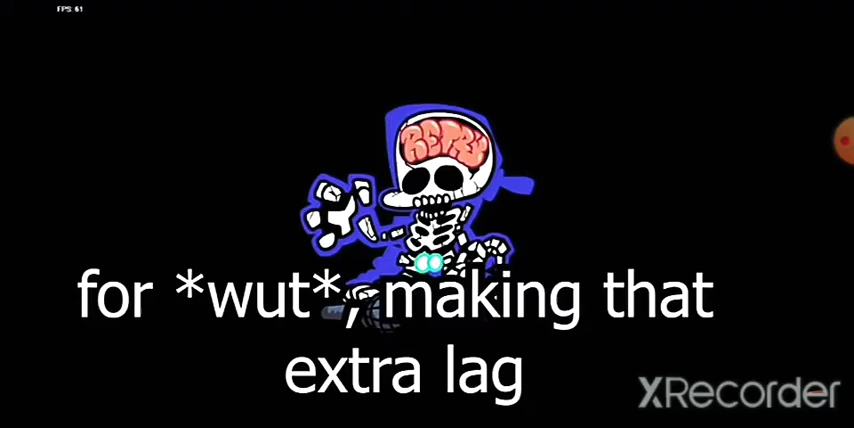 FPS: 61
RETRY
for *wut*, making that
extra lag
XRecorder